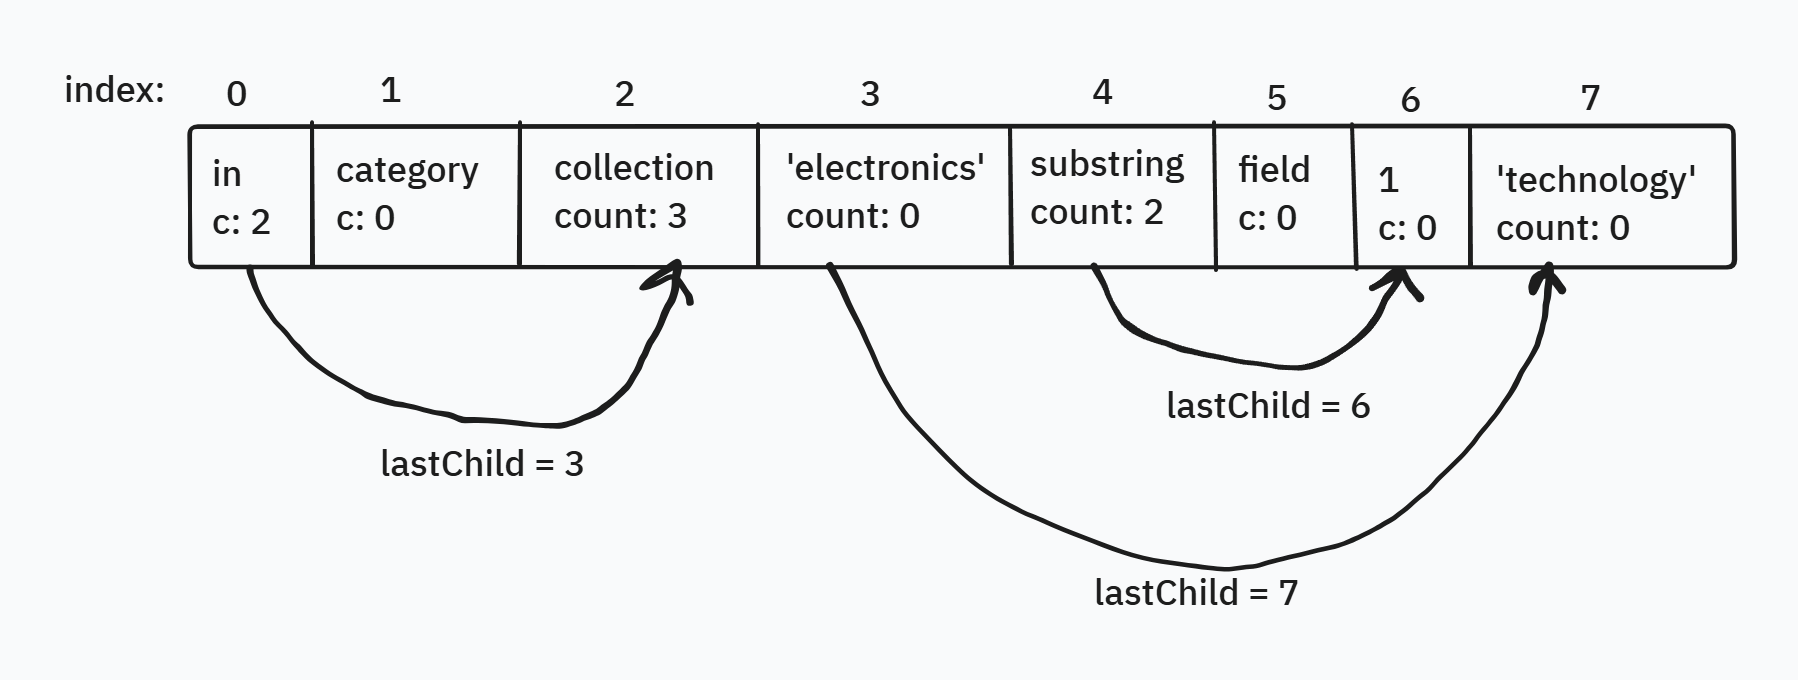 index: 0 1 2 3 4 5 6 7
in
c: 2
category
c: 0
collection
count: 3
'electronics'
count: 0
substring
count: 2
field
c: 0
1
c: 0
'technology'
count: 0
lastChild = 6
lastChild = 3
lastChild = 7